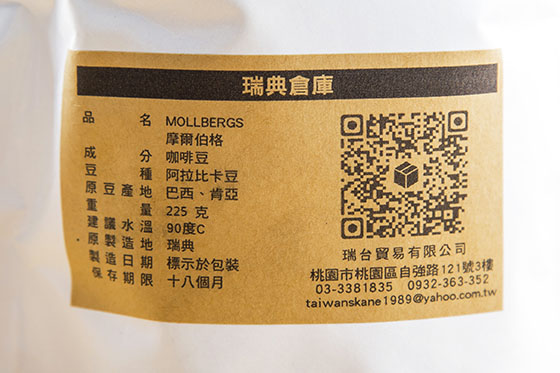 瑞典倉庫
品名 MOLLBERGS
摩爾伯格
成分 咖啡豆
豆種 阿拉比卡豆
原豆產地 巴西、肯亞
重量 225 克
建議水溫 90度C
原製造地 瑞典
製造日期 標示於包裝
保存期限 十八個月
瑞台貿易有限公司
桃園市桃園區自強路121號3樓
03-3381835 0932-363-352
taiwanskane1989@yahoo.com.tw